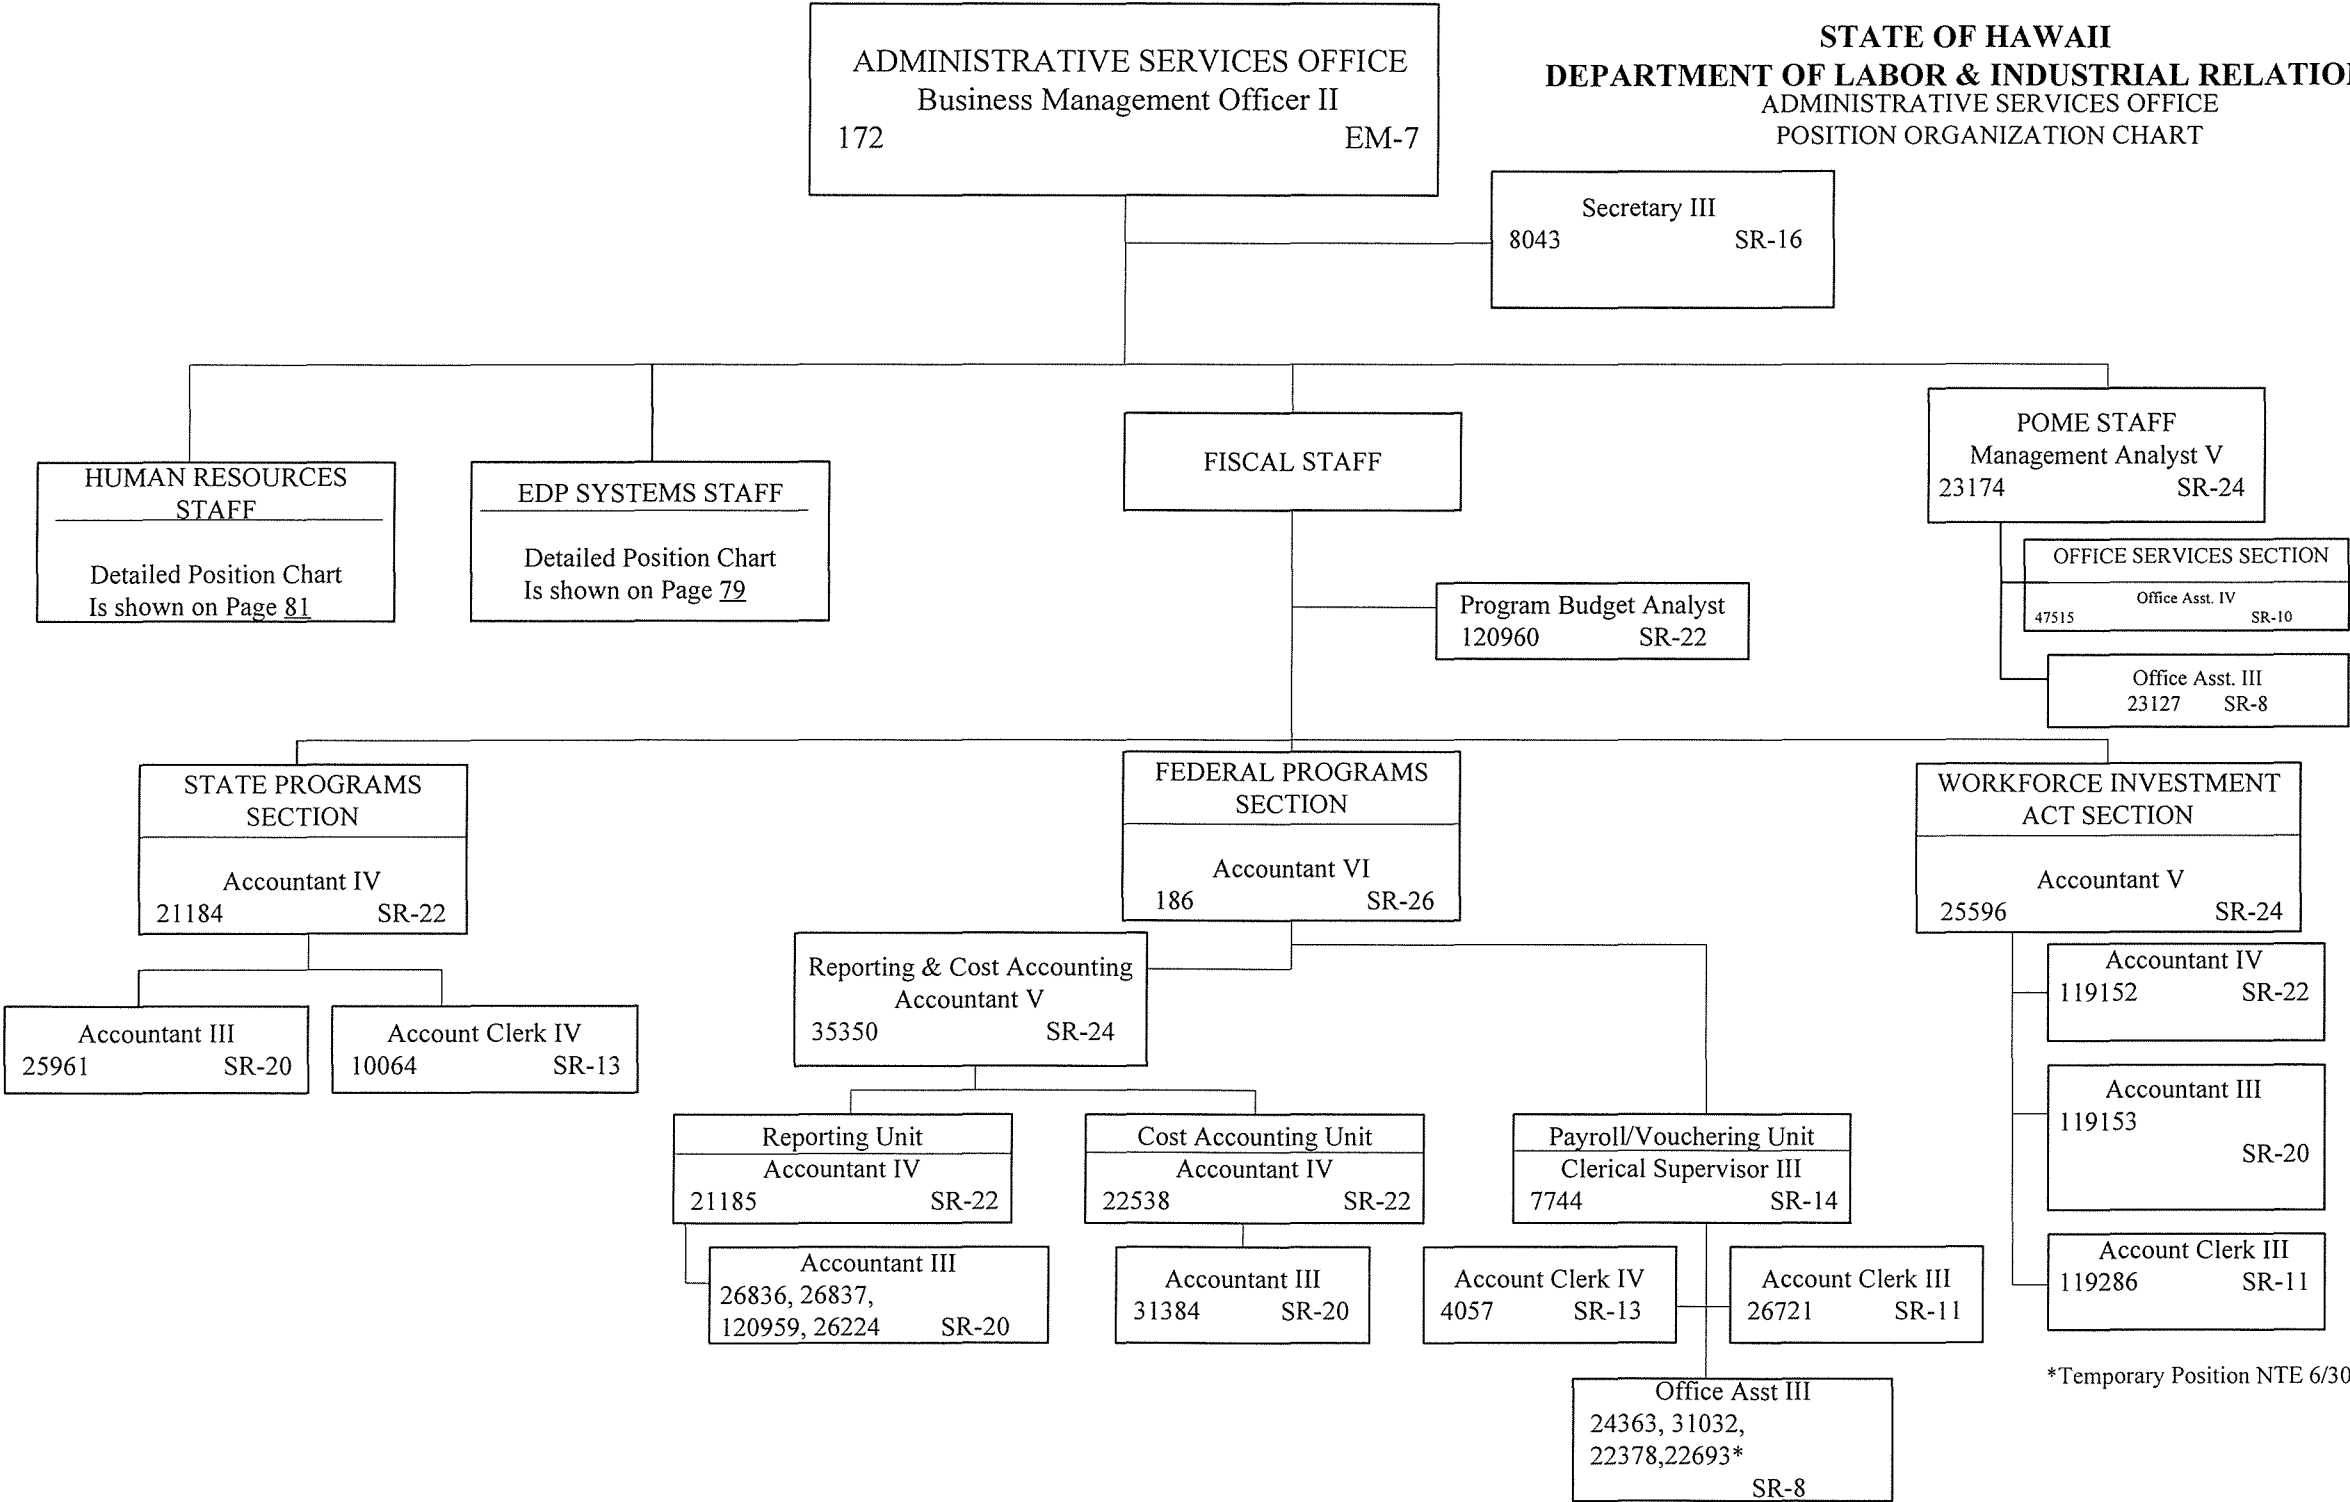 STATE OF HAWAII
DEPARTMENT OF LABOR & INDUSTRIAL
ADMINISTRATIVE SERVICES OFFICE
POSITION ORGANIZATION CHART
ADMINISTRATIVE SERVICES OFFICE
Business Management Officer II
172 EM-7
Secretary III
8043 SR-16
HUMAN RESOURCES
STAFF
Detailed Position Chart
Is shown on Page 81
EDP SYSTEMS STAFF
Detailed Position Chart
Is shown on Page 79
FISCAL STAFF
POME STAFF
Management Analyst V
23174 SR-24
OFFICE SERVICES SECTION
Office Asst. IV
47515 SR-10
Office Asst. III
23127 SR-8
Program Budget Analyst
120960 SR-22
STATE PROGRAMS
SECTION
Accountant IV
21184 SR-22
Accountant III
25961 SR-20
Account Clerk IV
10064 SR-13
FEDERAL PROGRAMS
SECTION
Accountant VI
186 SR-26
Reporting & Cost Accounting
Accountant V
35350 SR-24
Reporting Unit
Accountant IV
21185 SR-22
Accountant III
26836, 26837,
120959, 26224 SR-20
Cost Accounting Unit
Accountant IV
22538 SR-22
Accountant III
31384 SR-20
Payroll/Vouchering Unit
Clerical Supervisor III
7744 SR-14
Account Clerk IV
4057 SR-13
Account Clerk III
26721 SR-11
Office Asst III
24363, 31032,
22378,22693*
SR-8
WORKFORCE INVESTMENT
ACT SECTION
Accountant V
25596 SR-24
Accountant IV
119152 SR-22
Accountant III
119153
SR-20
Account Clerk III
119286 SR-11
*Temporary Position NTE 6/30